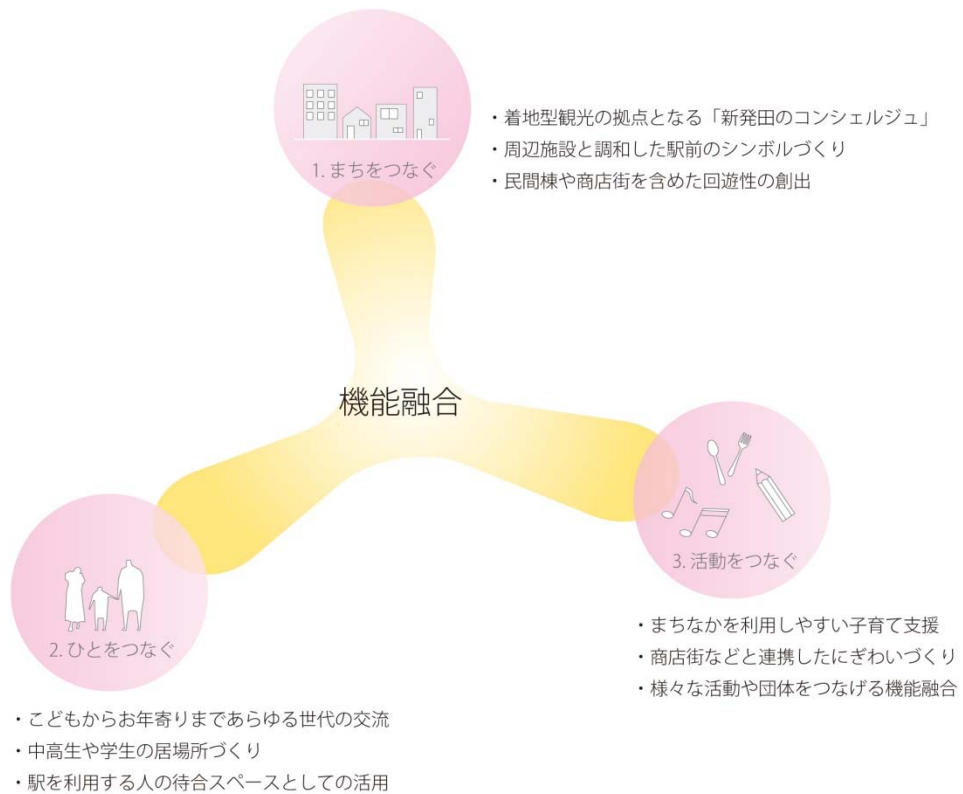 1. まちをつなぐ
・着地型観光の拠点となる「新発田のコンシェルジュ」
・周辺施設と調和した駅前のシンボルづくり
・民間棟や商店街を含めた回遊性の創出
機能融合
2. ひとをつなぐ
・こどもからお年寄りまであらゆる世代の交流
・中高生や学生の居場所づくり
・駅を利用する人の待合スペースとしての活用
3. 活動をつなぐ
・まちなかを利用しやすい子育て支援
・商店街などと連携したにぎわいづくり
・様々な活動や団体をつなげる機能融合